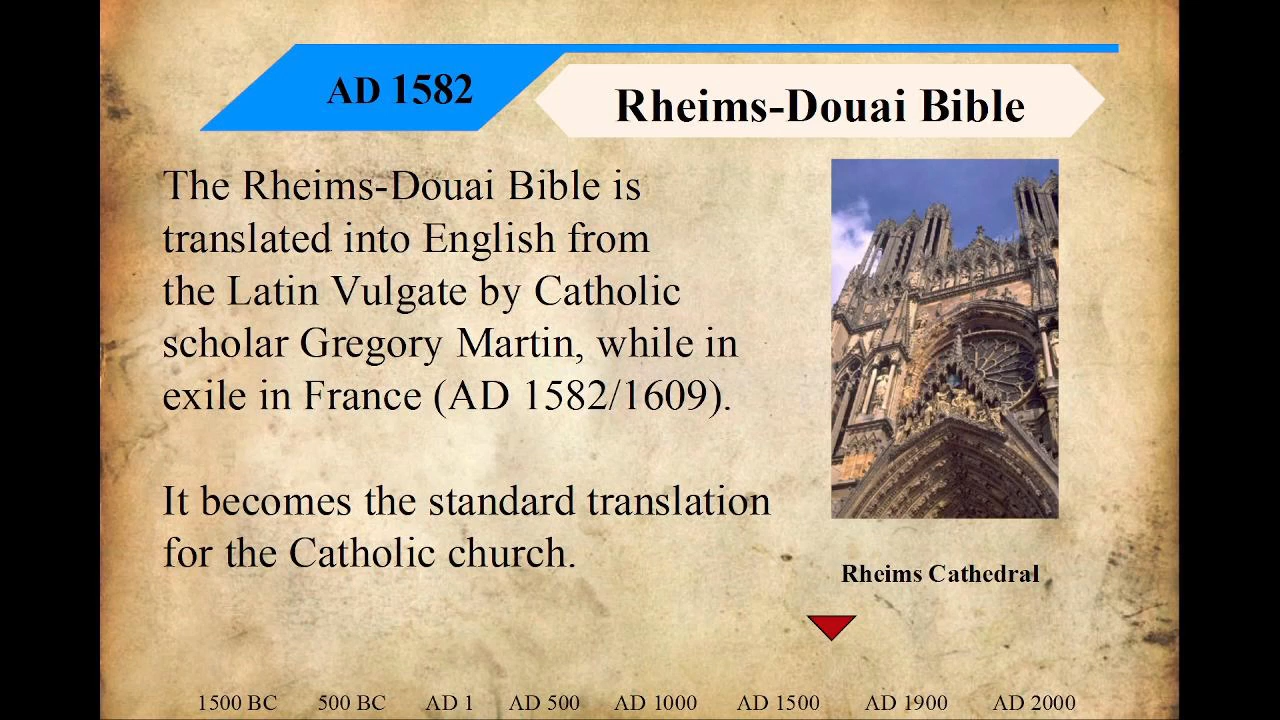 AD 1582
Rheims-Douai Bible
The Rheims-Douai Bible is
translated into English from
the Latin Vulgate by Catholic
scholar Gregory Martin, while in
exile in France (AD 1582/1609).
It becomes the standard translation
for the Catholic church.
Rheims Cathedral
1500 BC 500 BC AD 1 AD 500 AD 1000 AD 1500 AD 1900 AD 2000